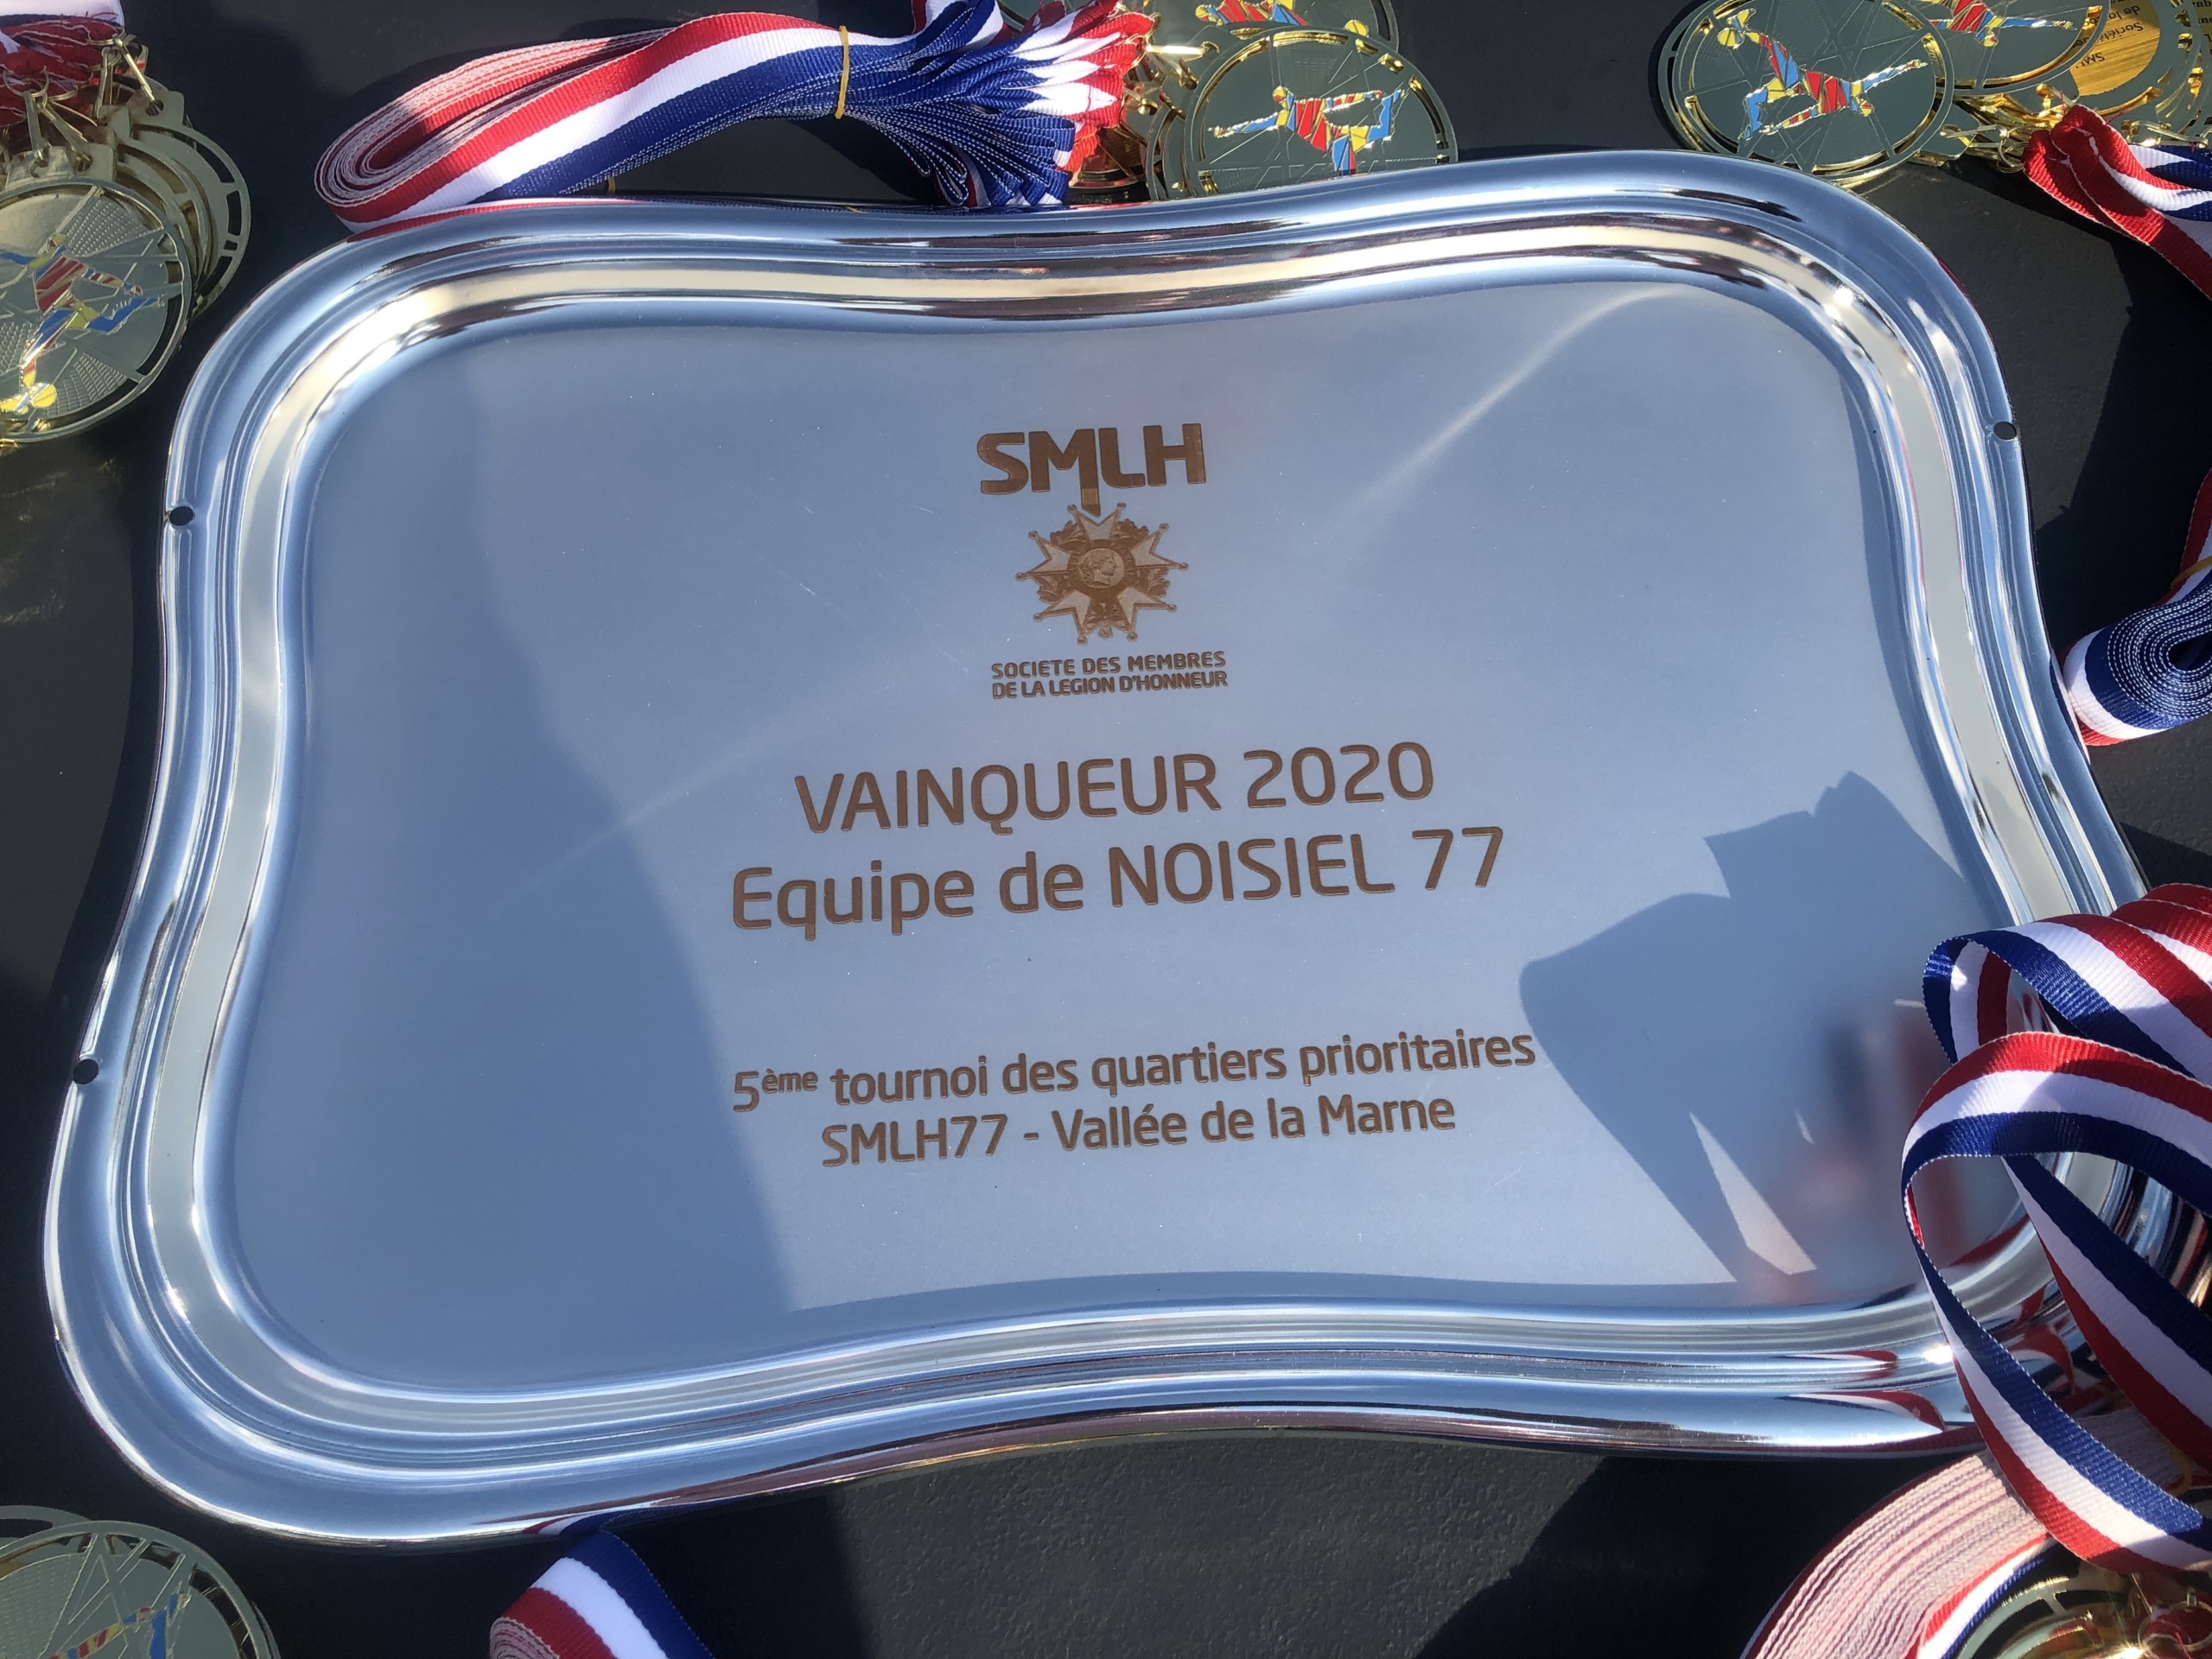 SMLH
SOCIETE DES MEMBRES
DE LA LEGION D'HONNEUR
VAINQUEUR 2020
Equipe de NOISIEL 77
5ème tournoi des quartiers prioritaires
SMLH77 - Vallée de la Marne